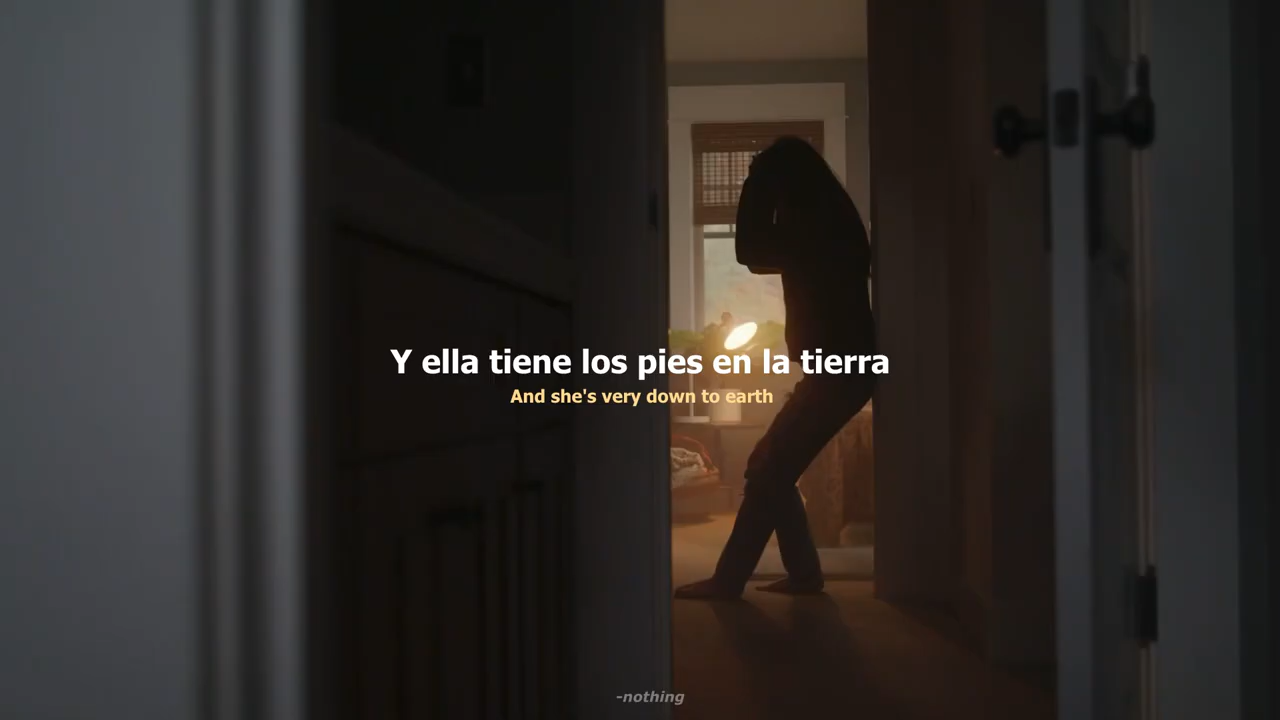 Y ella tiene los pies en la tierra
And she's very down to earth
-nothing